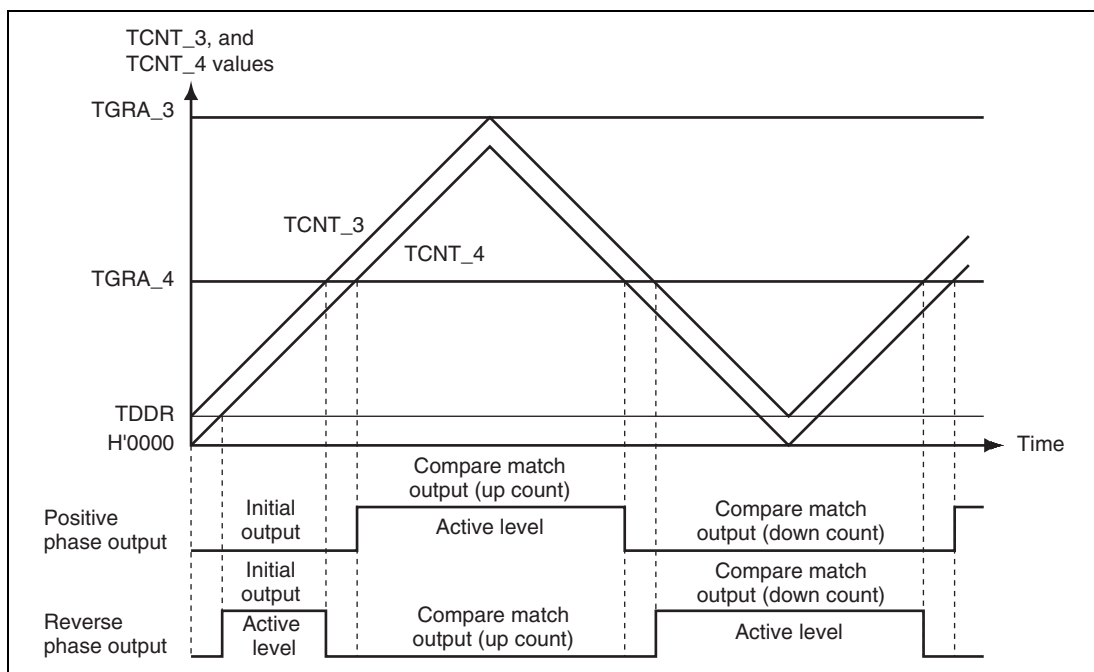 TCNT_3, and
TCNT_4 values
TGRA_3
TCNT_3
TCNT_4
TGRA_4
TDDR
H'0000
Time
Compare match
output (up count)
Positive
phase output
Initial
output
Active level
Compare match
output (down count)
Initial
output
Compare match
output (down count)
Reverse
phase output
Active
level
Compare match
output (up count)
Active level